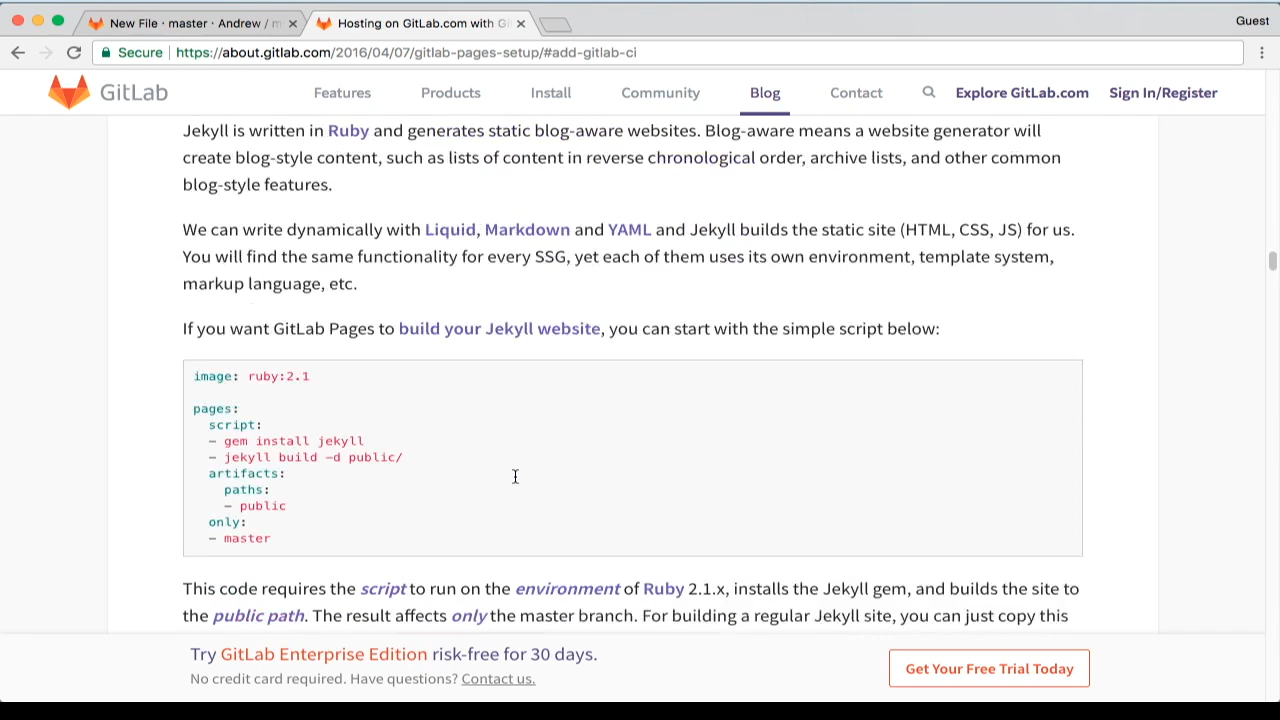 New File · master · Andrew / m
Hosting on GitLab.com with Gi
Guest
Secure
https://about.gitlab.com/2016/04/07/gitlab-pages-setup/#add-gitlab-ci
GitLab
Features
Products
Install
Community
Blog
Contact
Explore GitLab.com
Sign In/Register
Jekyll is written in Ruby and generates static blog-aware websites. Blog-aware means a website generator will
create blog-style content, such as lists of content in reverse chronological order, archive lists, and other common
blog-style features.
We can write dynamically with Liquid, Markdown and YAML and Jekyll builds the static site (HTML, CSS, JS) for us.
You will find the same functionality for every SSG, yet each of them uses its own environment, template system,
markup language, etc.
If you want GitLab Pages to build your Jekyll website, you can start with the simple script below:
image: ruby:2.1
pages:
script:
- gem install jekyll
- jekyll build -d public/
artifacts:
paths:
- public
only:
- master
This code requires the script to run on the environment of Ruby 2.1.x, installs the Jekyll gem, and builds the site to
the public path. The result affects only the master branch. For building a regular Jekyll site, you can just copy this
Try GitLab Enterprise Edition risk-free for 30 days.
No credit card required. Have questions? Contact us.
Get Your Free Trial Today